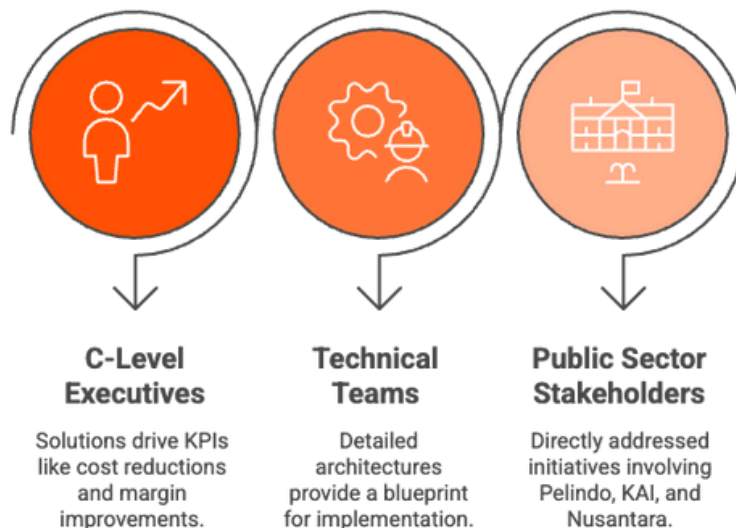 C-Level
Executives
Solutions drive KPIs
like cost reductions
and margin
improvements.
Technical
Teams
Detailed
architectures
provide a blueprint
for implementation.
Public Sector
Stakeholders
Directly addressed
initiatives involving
Pelindo, KAI, and
Nusantara.